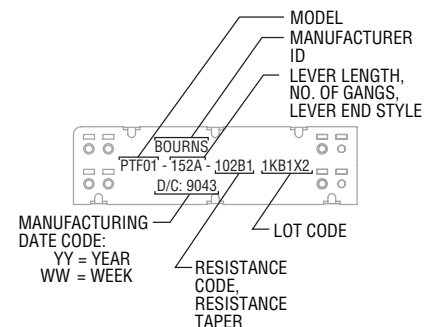 MODEL
MANUFACTURER
ID
LEVER LENGTH,
NO. OF GANGS,
LEVER END STYLE
BOURNS
PTF01 - 152A - 102B1 1KB1X2
D/C: 9043
MANUFACTURING
DATE CODE:
YY = YEAR
WW = WEEK
LOT CODE
RESISTANCE
CODE,
RESISTANCE
TAPER